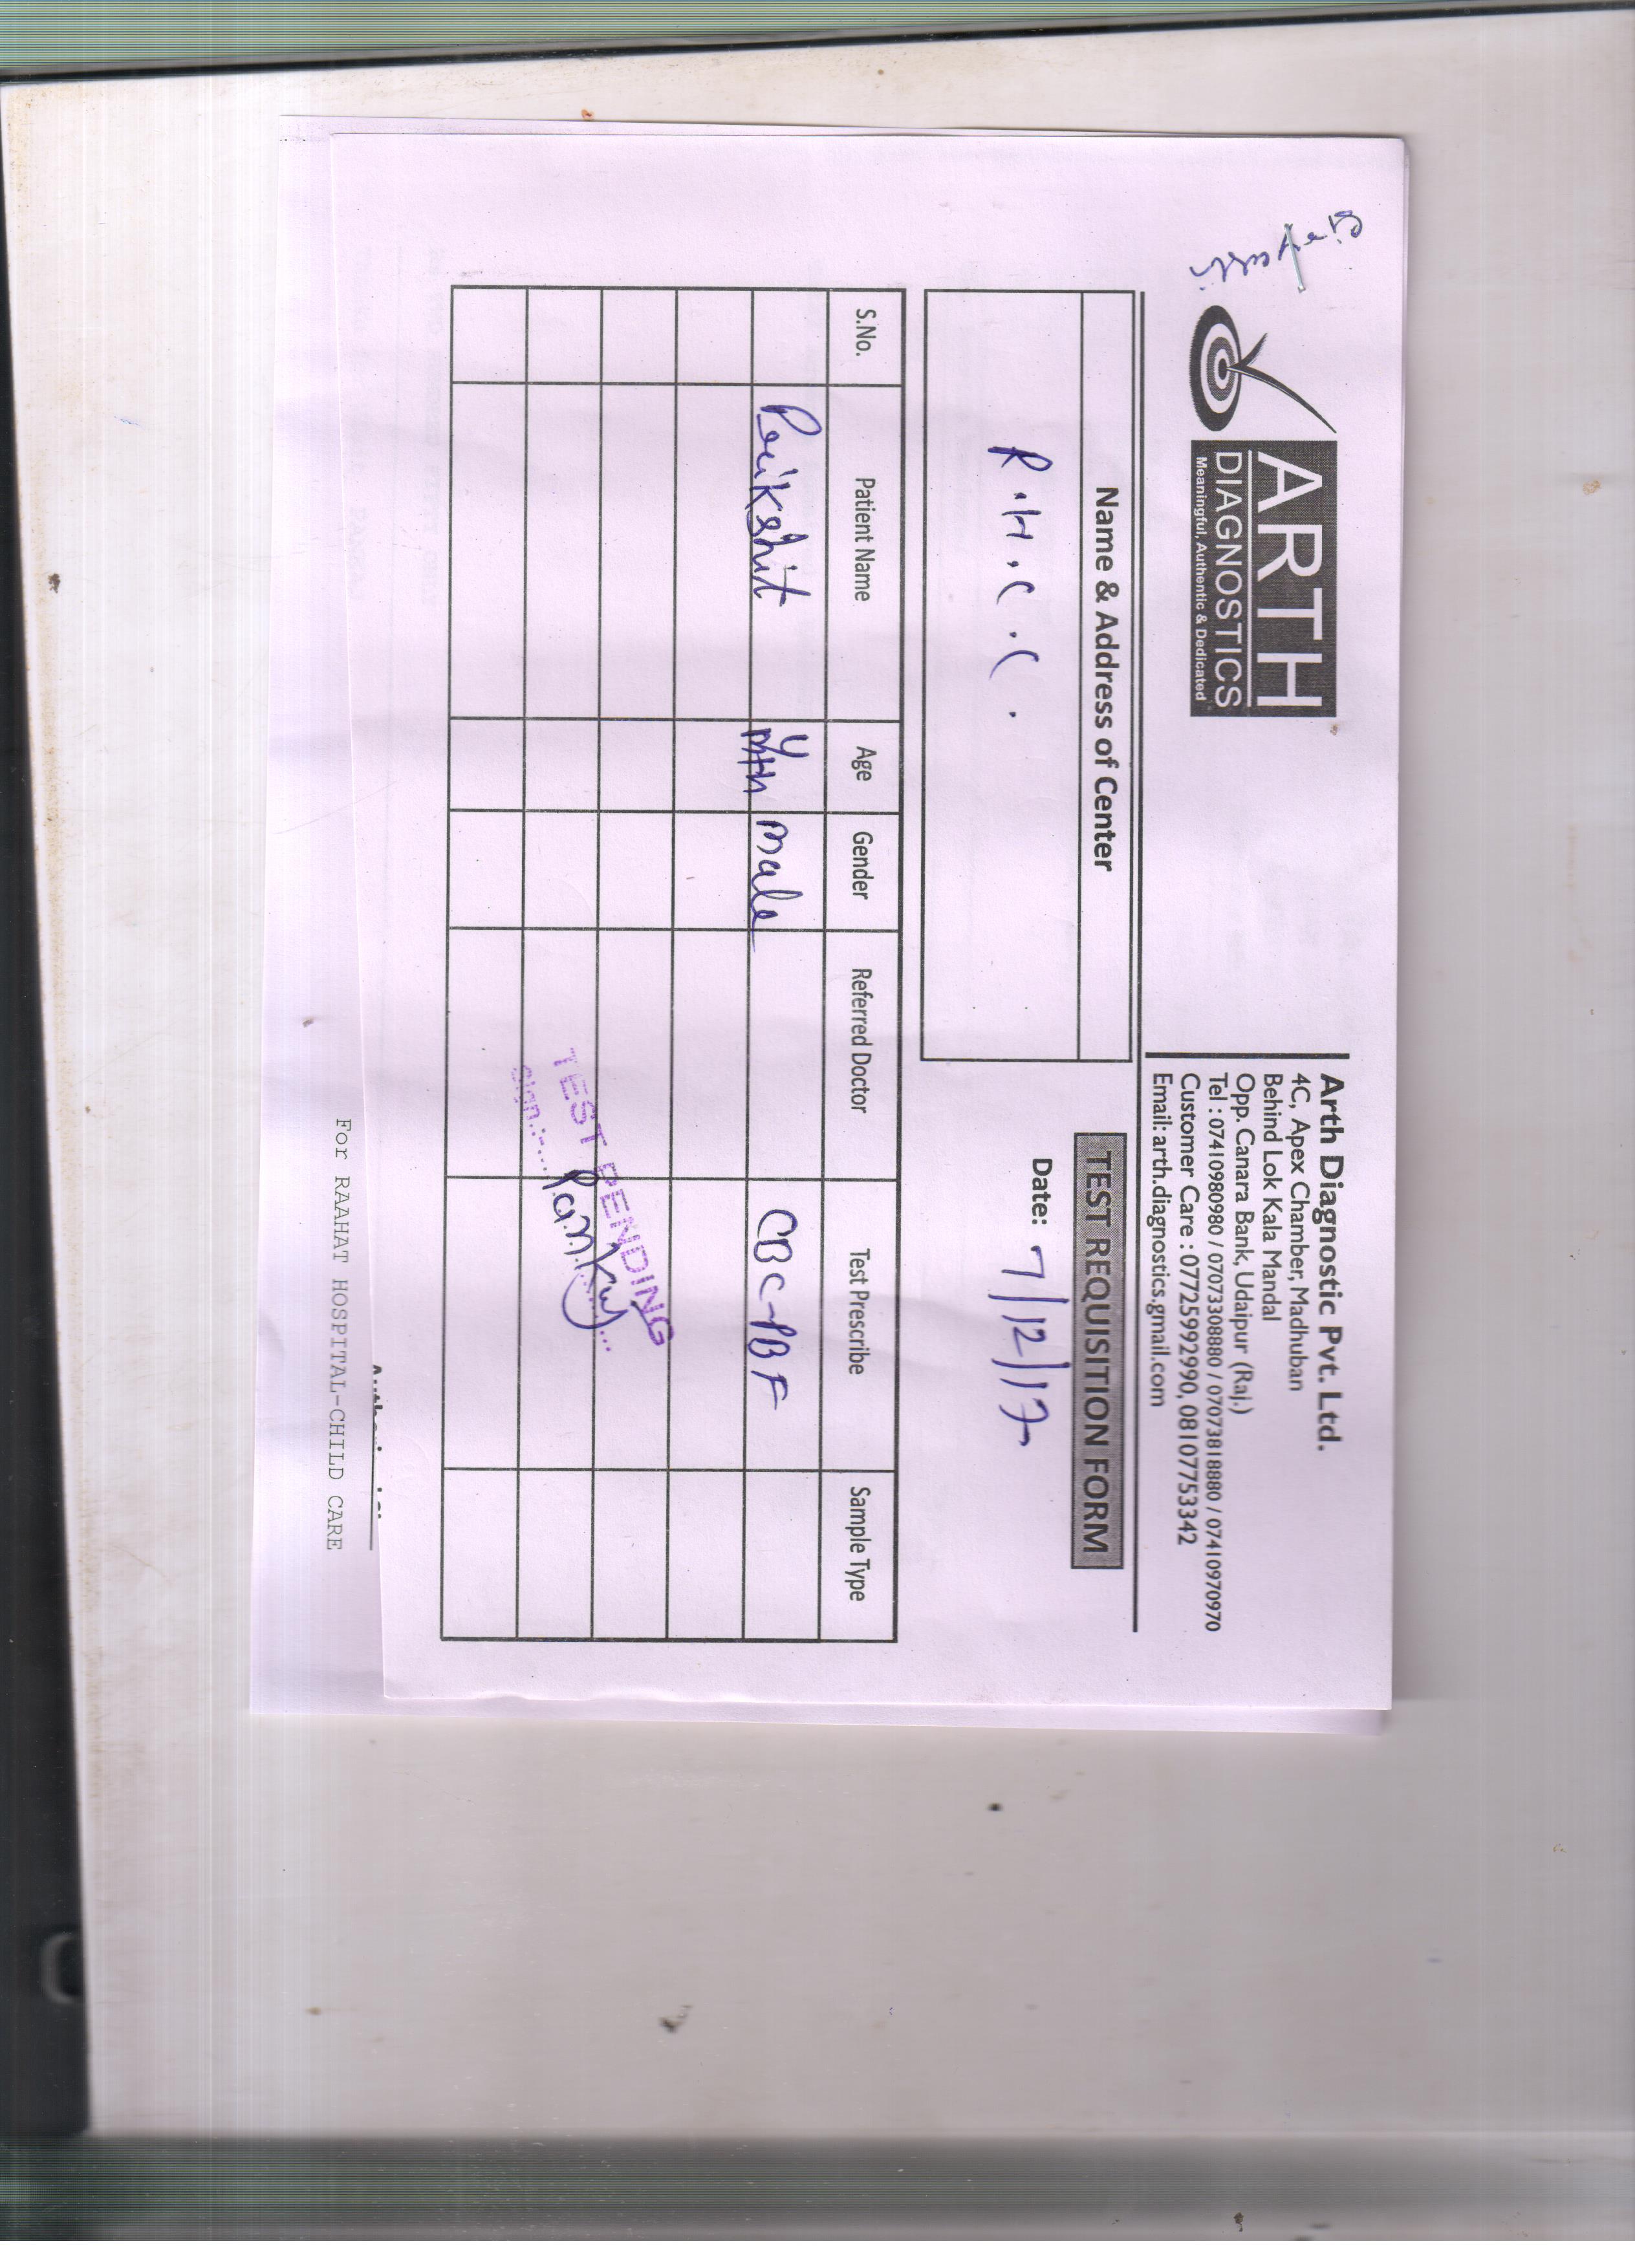 ARTH
DIAGNOSTICS
Meaningful, Authentic & Dedicated
Arth Diagnostic Pvt. Ltd.
4C, Apex Chamber, Madhuban
Behind Lok Kala Mandal
Opp. Canara Bank, Udaipur (Raj.)
Tel : 07410980980 / 07073308880 / 07073818880 / 07410970970
Customer Care : 07725992990, 08107753342
Email: arth.diagnostics.gmail.com
Name & Address of Center
TEST REQUISITION FORM
R.H.C.C.
Date: 7/12/17
S.No. Patient Name Age Gender Referred Doctor Test Prescribe Sample Type
Peikshit 4 mth male CBC-PBF
TEST PENDING
Sign.:-
Pankaj
For RAAHAT HOSPITAL-CHILD CARE